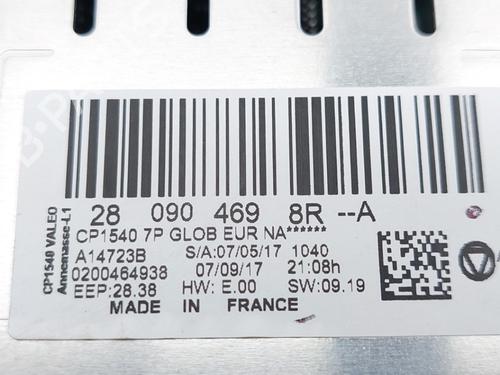 CP1540 VALEO
Annemasse-L1
28 090 469 8R --A
CP1540 7P GLOB EUR NA******
A14723B S/A:07/05/17 1040
0200464938 07/09/17 21:08h
EEP:28.38 HW: E.00 SW:09.19
MADE IN FRANCE